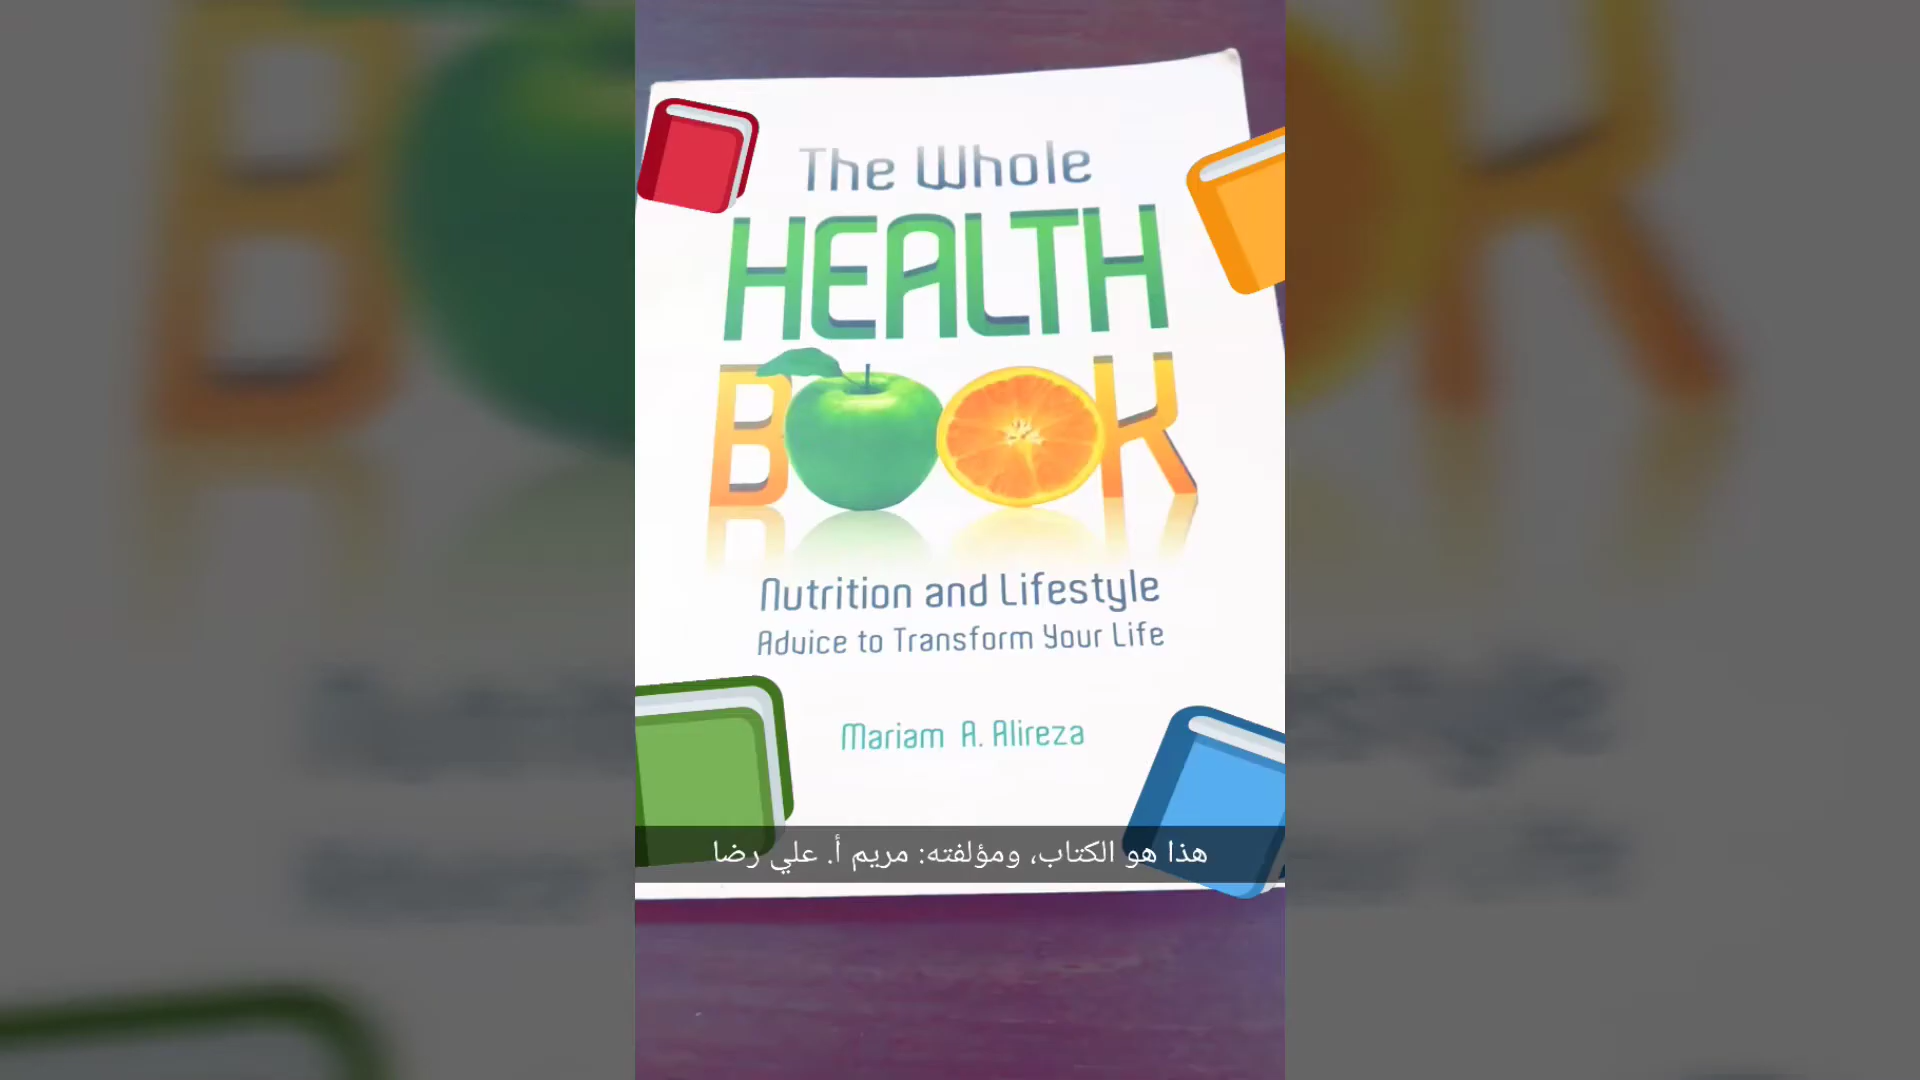 The Whole
HEALTH
BOOK
Nutrition and Lifestyle
Advice to Transform Your Life
Mariam A. Alireza
هذا هو الكتاب، ومؤلفته: مريم أ. علي رضا